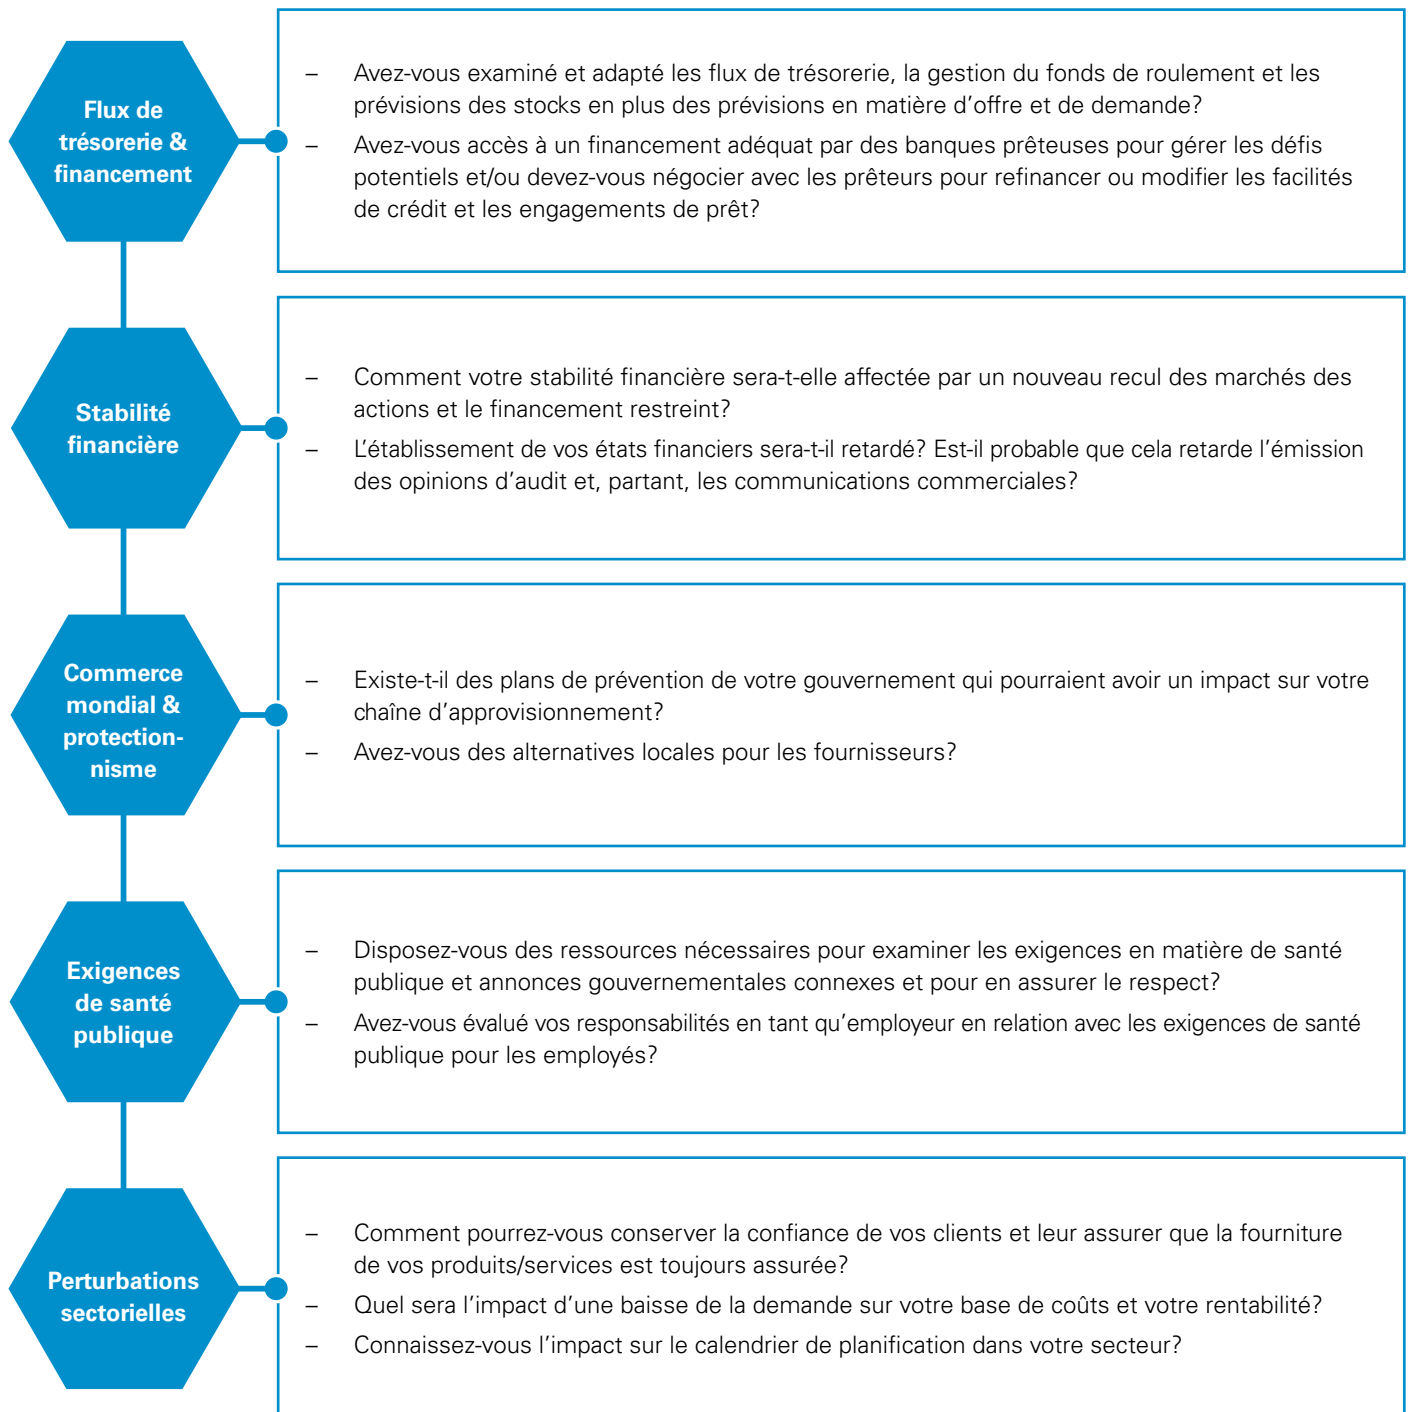 Flux de
trésorerie &
financement
– Avez-vous examiné et adapté les flux de trésorerie, la gestion du fonds de roulement et les
prévisions des stocks en plus des prévisions en matière d’offre et de demande?
– Avez-vous accès à un financement adéquat par des banques prêteuses pour gérer les défis
potentiels et/ou devez-vous négocier avec les prêteurs pour refinancer ou modifier les facilités
de crédit et les engagements de prêt?
Stabilité
financière
– Comment votre stabilité financière sera-t-elle affectée par un nouveau recul des marchés des
actions et le financement restreint?
– L’établissement de vos états financiers sera-t-il retardé? Est-il probable que cela retarde l’émission
des opinions d’audit et, partant, les communications commerciales?
Commerce
mondial &
protection-
nisme
– Existe-t-il des plans de prévention de votre gouvernement qui pourraient avoir un impact sur votre
chaîne d’approvisionnement?
– Avez-vous des alternatives locales pour les fournisseurs?
Exigences
de santé
publique
– Disposez-vous des ressources nécessaires pour examiner les exigences en matière de santé
publique et annonces gouvernementales connexes et pour en assurer le respect?
– Avez-vous évalué vos responsabilités en tant qu’employeur en relation avec les exigences de santé
publique pour les employés?
Perturbations
sectorielles
– Comment pourrez-vous conserver la confiance de vos clients et leur assurer que la fourniture
de vos produits/services est toujours assurée?
– Quel sera l’impact d’une baisse de la demande sur votre base de coûts et votre rentabilité?
– Connaissez-vous l’impact sur le calendrier de planification dans votre secteur?